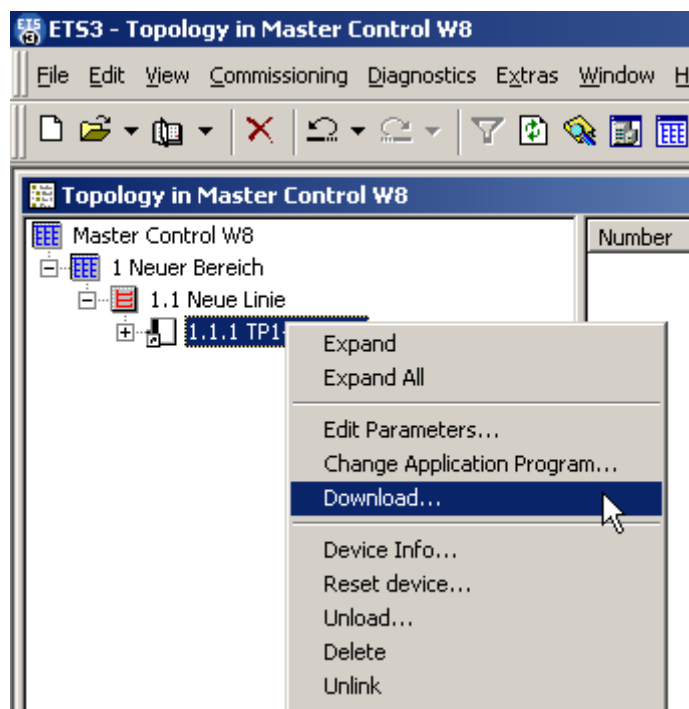 ETS3 - Topology in Master Control W8
File Edit View Commissioning Diagnostics Extras Window H
Topology in Master Control W8
Master Control W8
Number
1 Neuer Bereich
1.1 Neue Linie
1.1.1 TP1-
Expand
Expand All
Edit Parameters...
Change Application Program...
Download...
Device Info...
Reset device...
Unload...
Delete
Unlink